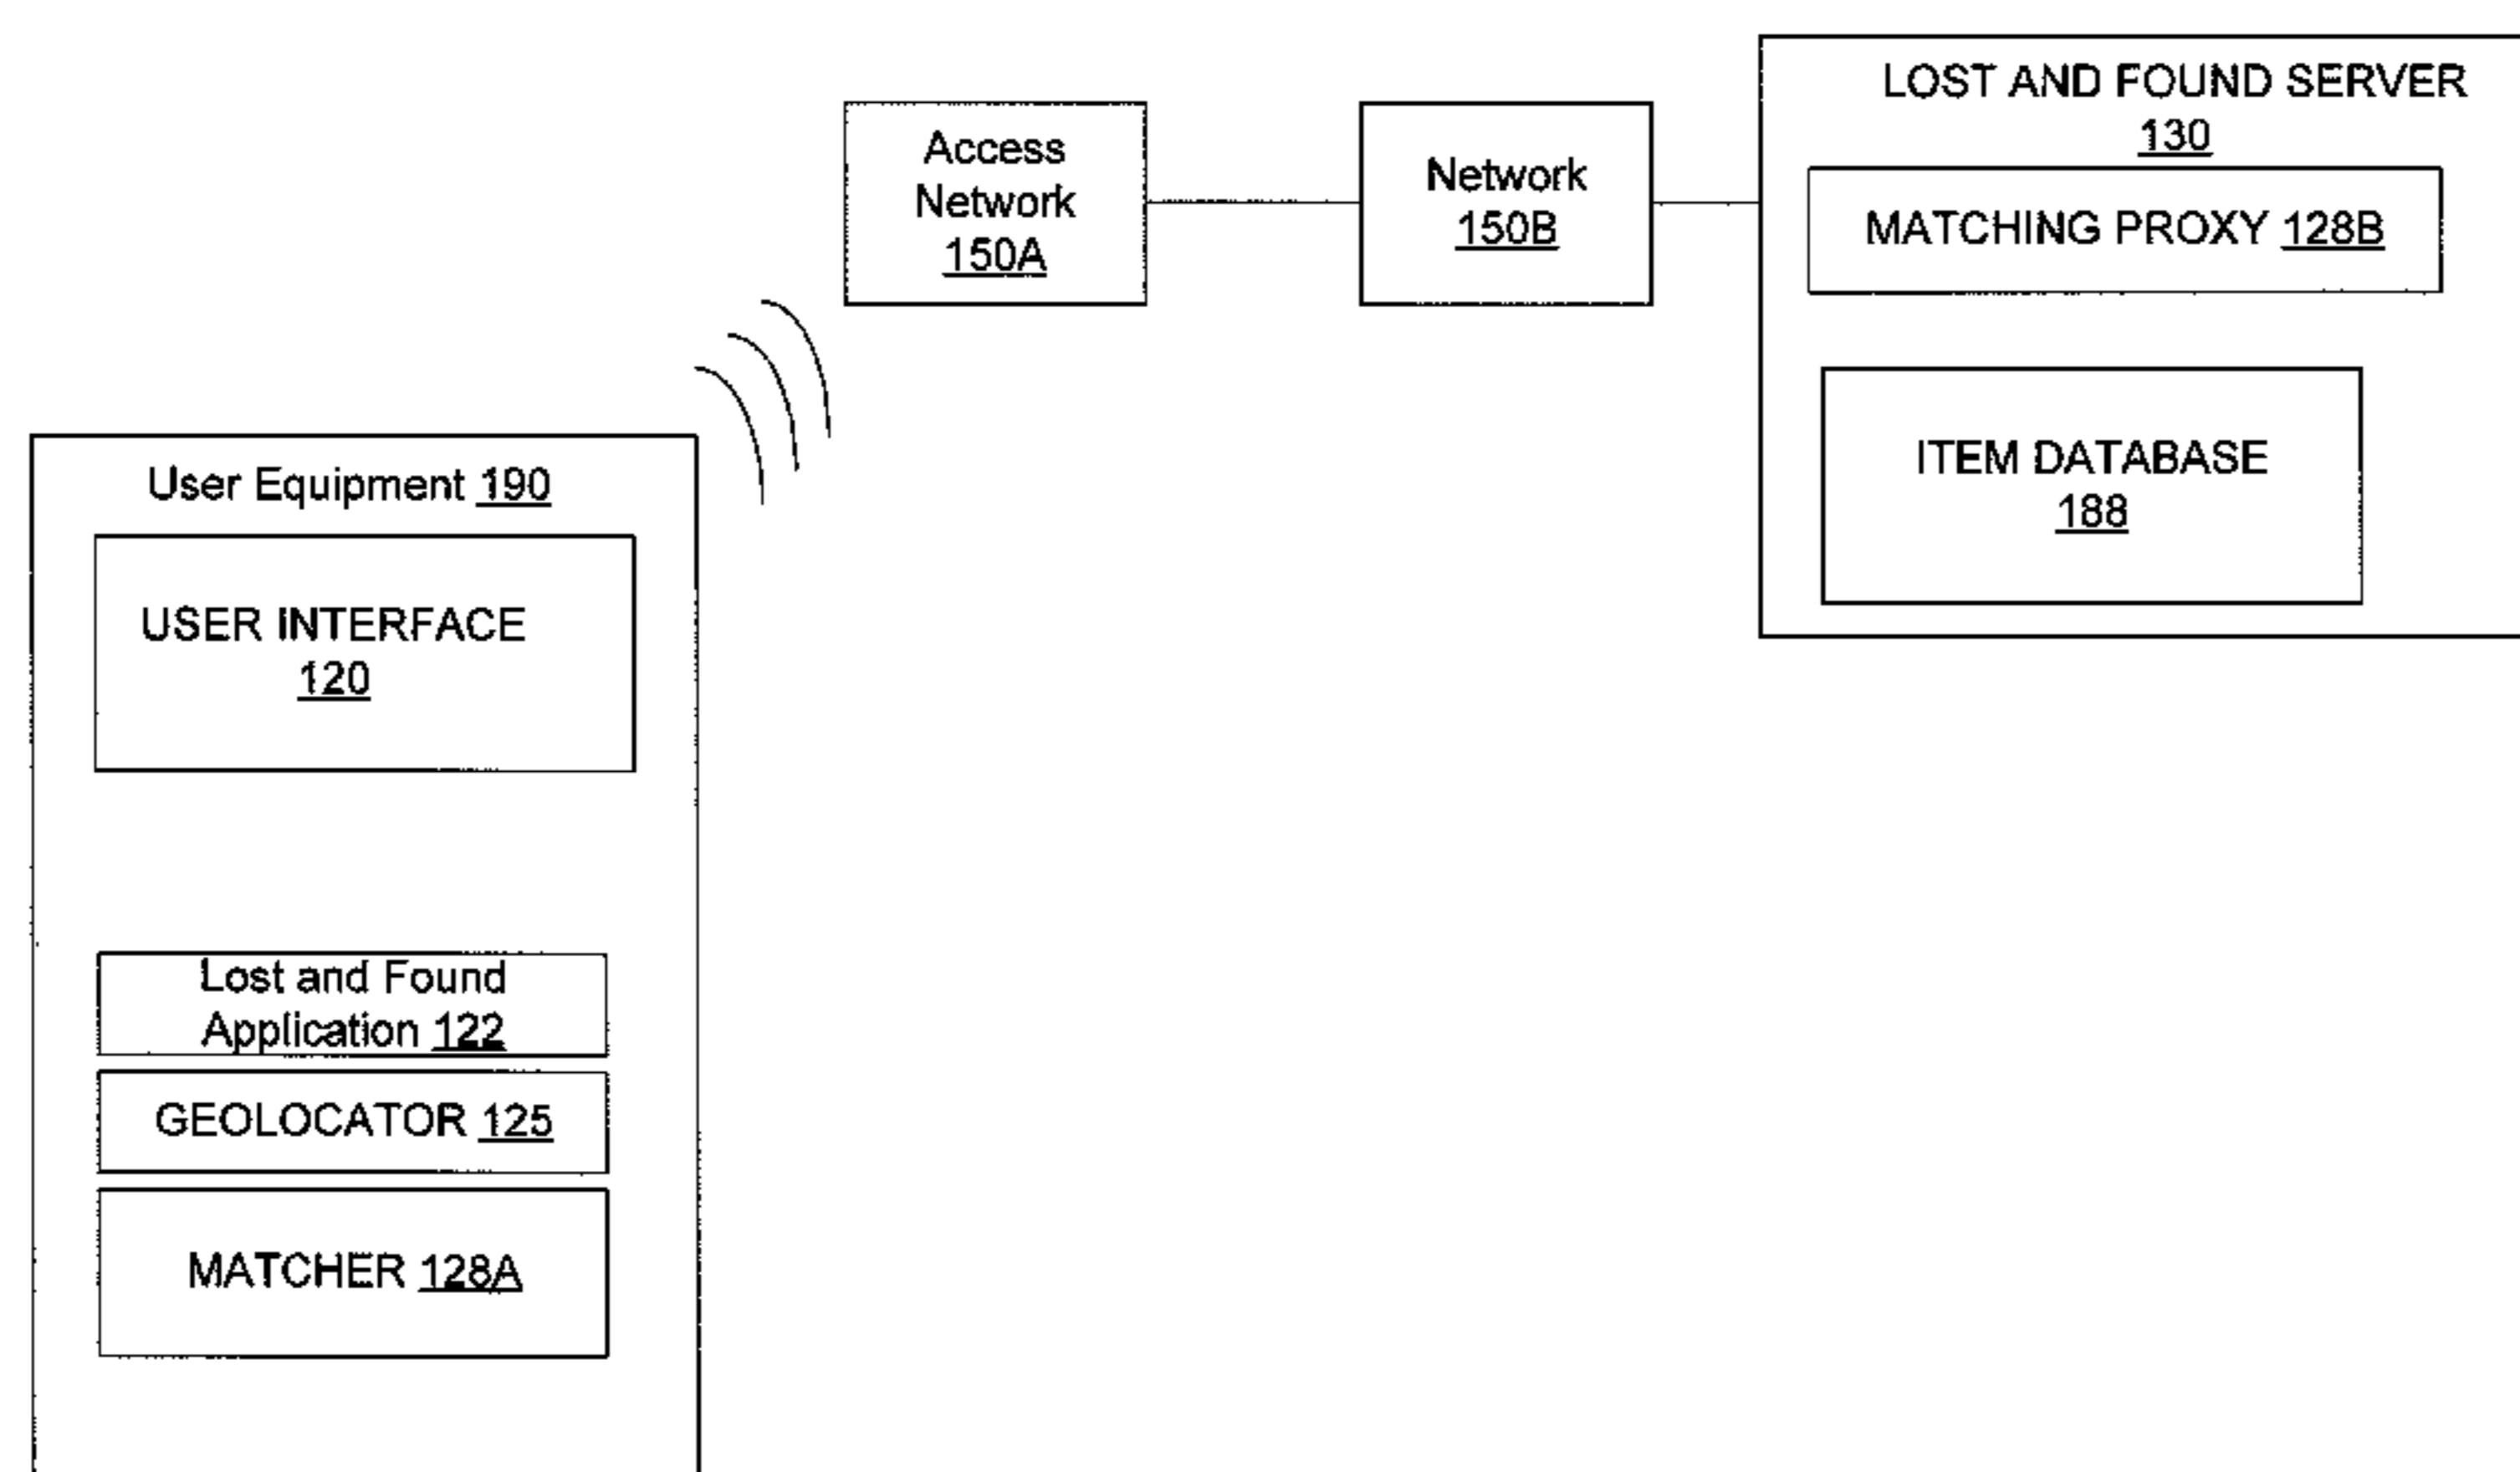 LOST AND FOUND SERVER
130
MATCHING PROXY 128B
ITEM DATABASE
188
Access
Network
150A
Network
150B
User Equipment 190
USER INTERFACE
120
Lost and Found
Application 122
GEOLOCATOR 125
MATCHER 128A